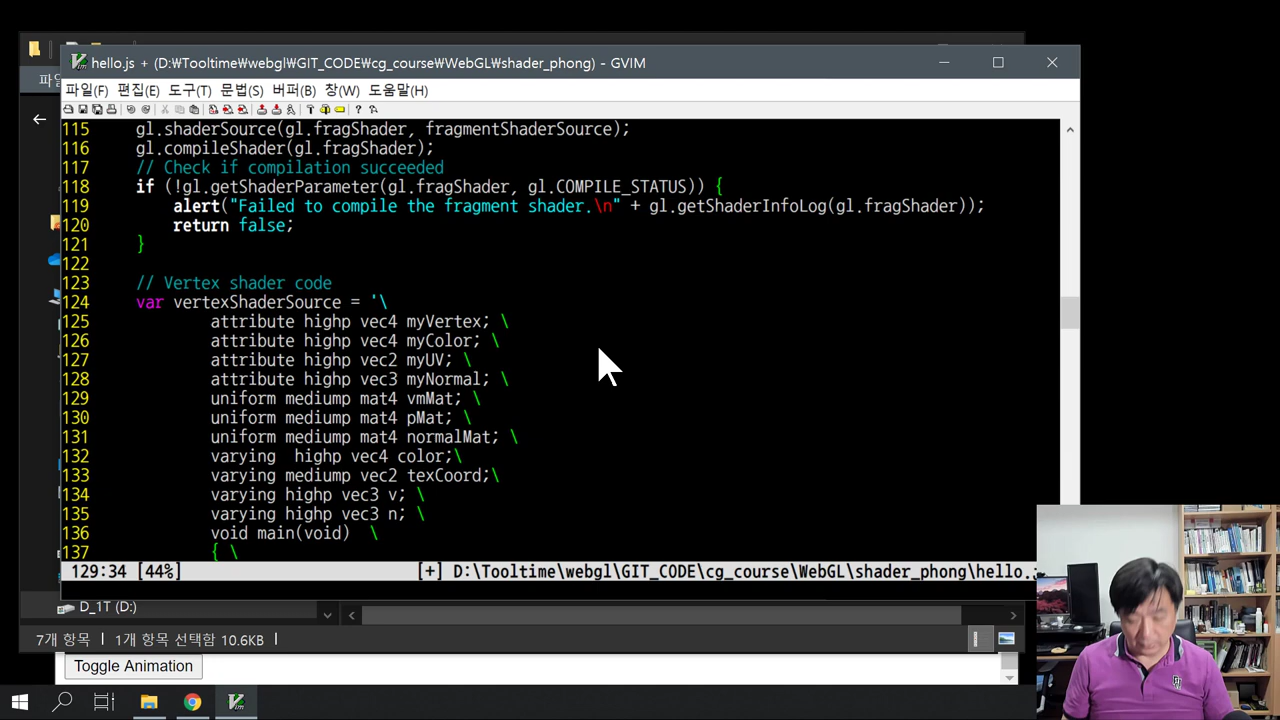 hello.js + (D:₩Tooltime₩webgl₩GIT_CODE₩cg_course₩WebGL₩shader_phong) - GVIM
파일(F) 편집(E) 도구(T) 문법(S) 버퍼(B) 창(W) 도움말(H)
115 gl.shaderSource(gl.fragShader, fragmentShaderSource);
116 gl.compileShader(gl.fragShader);
117 // Check if compilation succeeded
118 if (!gl.getShaderParameter(gl.fragShader, gl.COMPILE_STATUS)) {
119 alert("Failed to compile the fragment shader.\n" + gl.getShaderInfoLog(gl.fragShader));
120 return false;
121 }
122
123 // Vertex shader code
124 var vertexShaderSource = '\
125 attribute highp vec4 myVertex; \
126 attribute highp vec4 myColor; \
127 attribute highp vec2 myUV; \
128 attribute highp vec3 myNormal; \
129 uniform mediump mat4 vmMat; \
130 uniform mediump mat4 pMat; \
131 uniform mediump mat4 normalMat; \
132 varying  highp vec4 color;\
133 varying mediump vec2 texCoord;\
134 varying highp vec3 v; \
135 varying highp vec3 n; \
136 void main(void)  \
137 { \
129:34 [44%] [+] D:\Tooltime\webgl\GIT_CODE\cg_course\WebGL\shader_phong\hello.j
D_1T (D:)
7개 항목 1개 항목 선택함 10.6KB
Toggle Animation